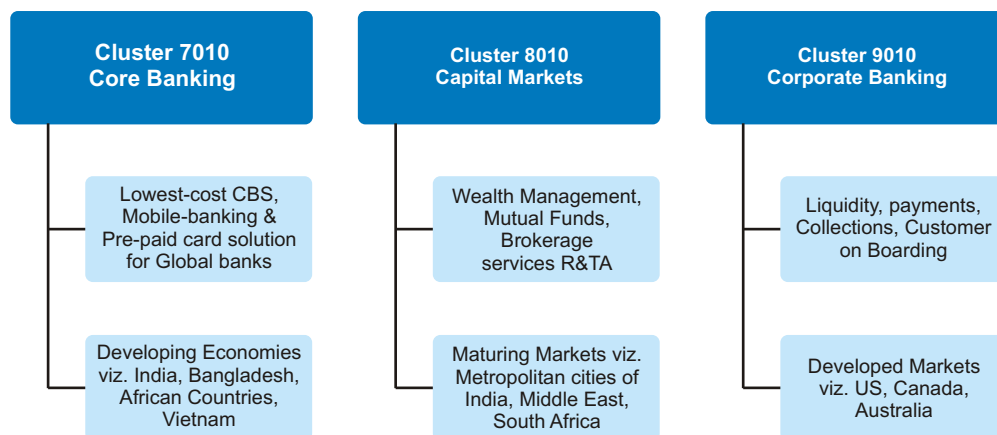 Cluster 7010
Core Banking
Lowest-cost CBS,
Mobile-banking &
Pre-paid card solution
for Global banks
Developing Economies
viz. India, Bangladesh,
African Countries,
Vietnam
Cluster 8010
Capital Markets
Wealth Management,
Mutual Funds,
Brokerage
services R&TA
Maturing Markets viz.
Metropolitan cities of
India, Middle East,
South Africa
Cluster 9010
Corporate Banking
Liquidity, payments,
Collections, Customer
on Boarding
Developed Markets
viz. US, Canada,
Australia